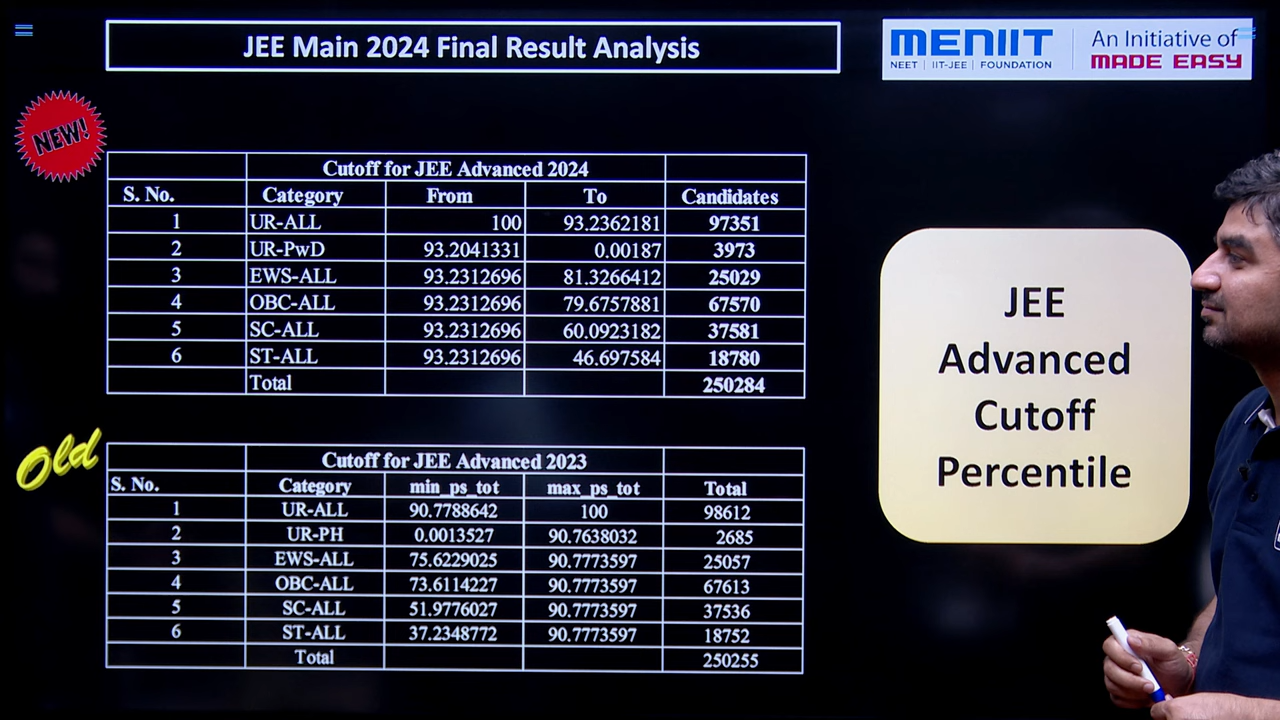 JEE Main 2024 Final Result Analysis
MENIIT
NEET | IIT-JEE | FOUNDATION
An Initiative of
MADE EASY
NEW!
Cutoff for JEE Advanced 2024
S. No. Category From To Candidates
1 UR-ALL 100 93.2362181 97351
2 UR-PwD 93.2041331 0.00187 3973
3 EWS-ALL 93.2312696 81.3266412 25029
4 OBC-ALL 93.2312696 79.6757881 67570
5 SC-ALL 93.2312696 60.0923182 37581
6 ST-ALL 93.2312696 46.697584 18780
Total 250284
Old
Cutoff for JEE Advanced 2023
S. No. Category min_ps_tot max_ps_tot Total
1 UR-ALL 90.7788642 100 98612
2 UR-PH 0.0013527 90.7638032 2685
3 EWS-ALL 75.6229025 90.7773597 25057
4 OBC-ALL 73.6114227 90.7773597 67613
5 SC-ALL 51.9776027 90.7773597 37536
6 ST-ALL 37.2348772 90.7773597 18752
Total 250255
JEE
Advanced
Cutoff
Percentile